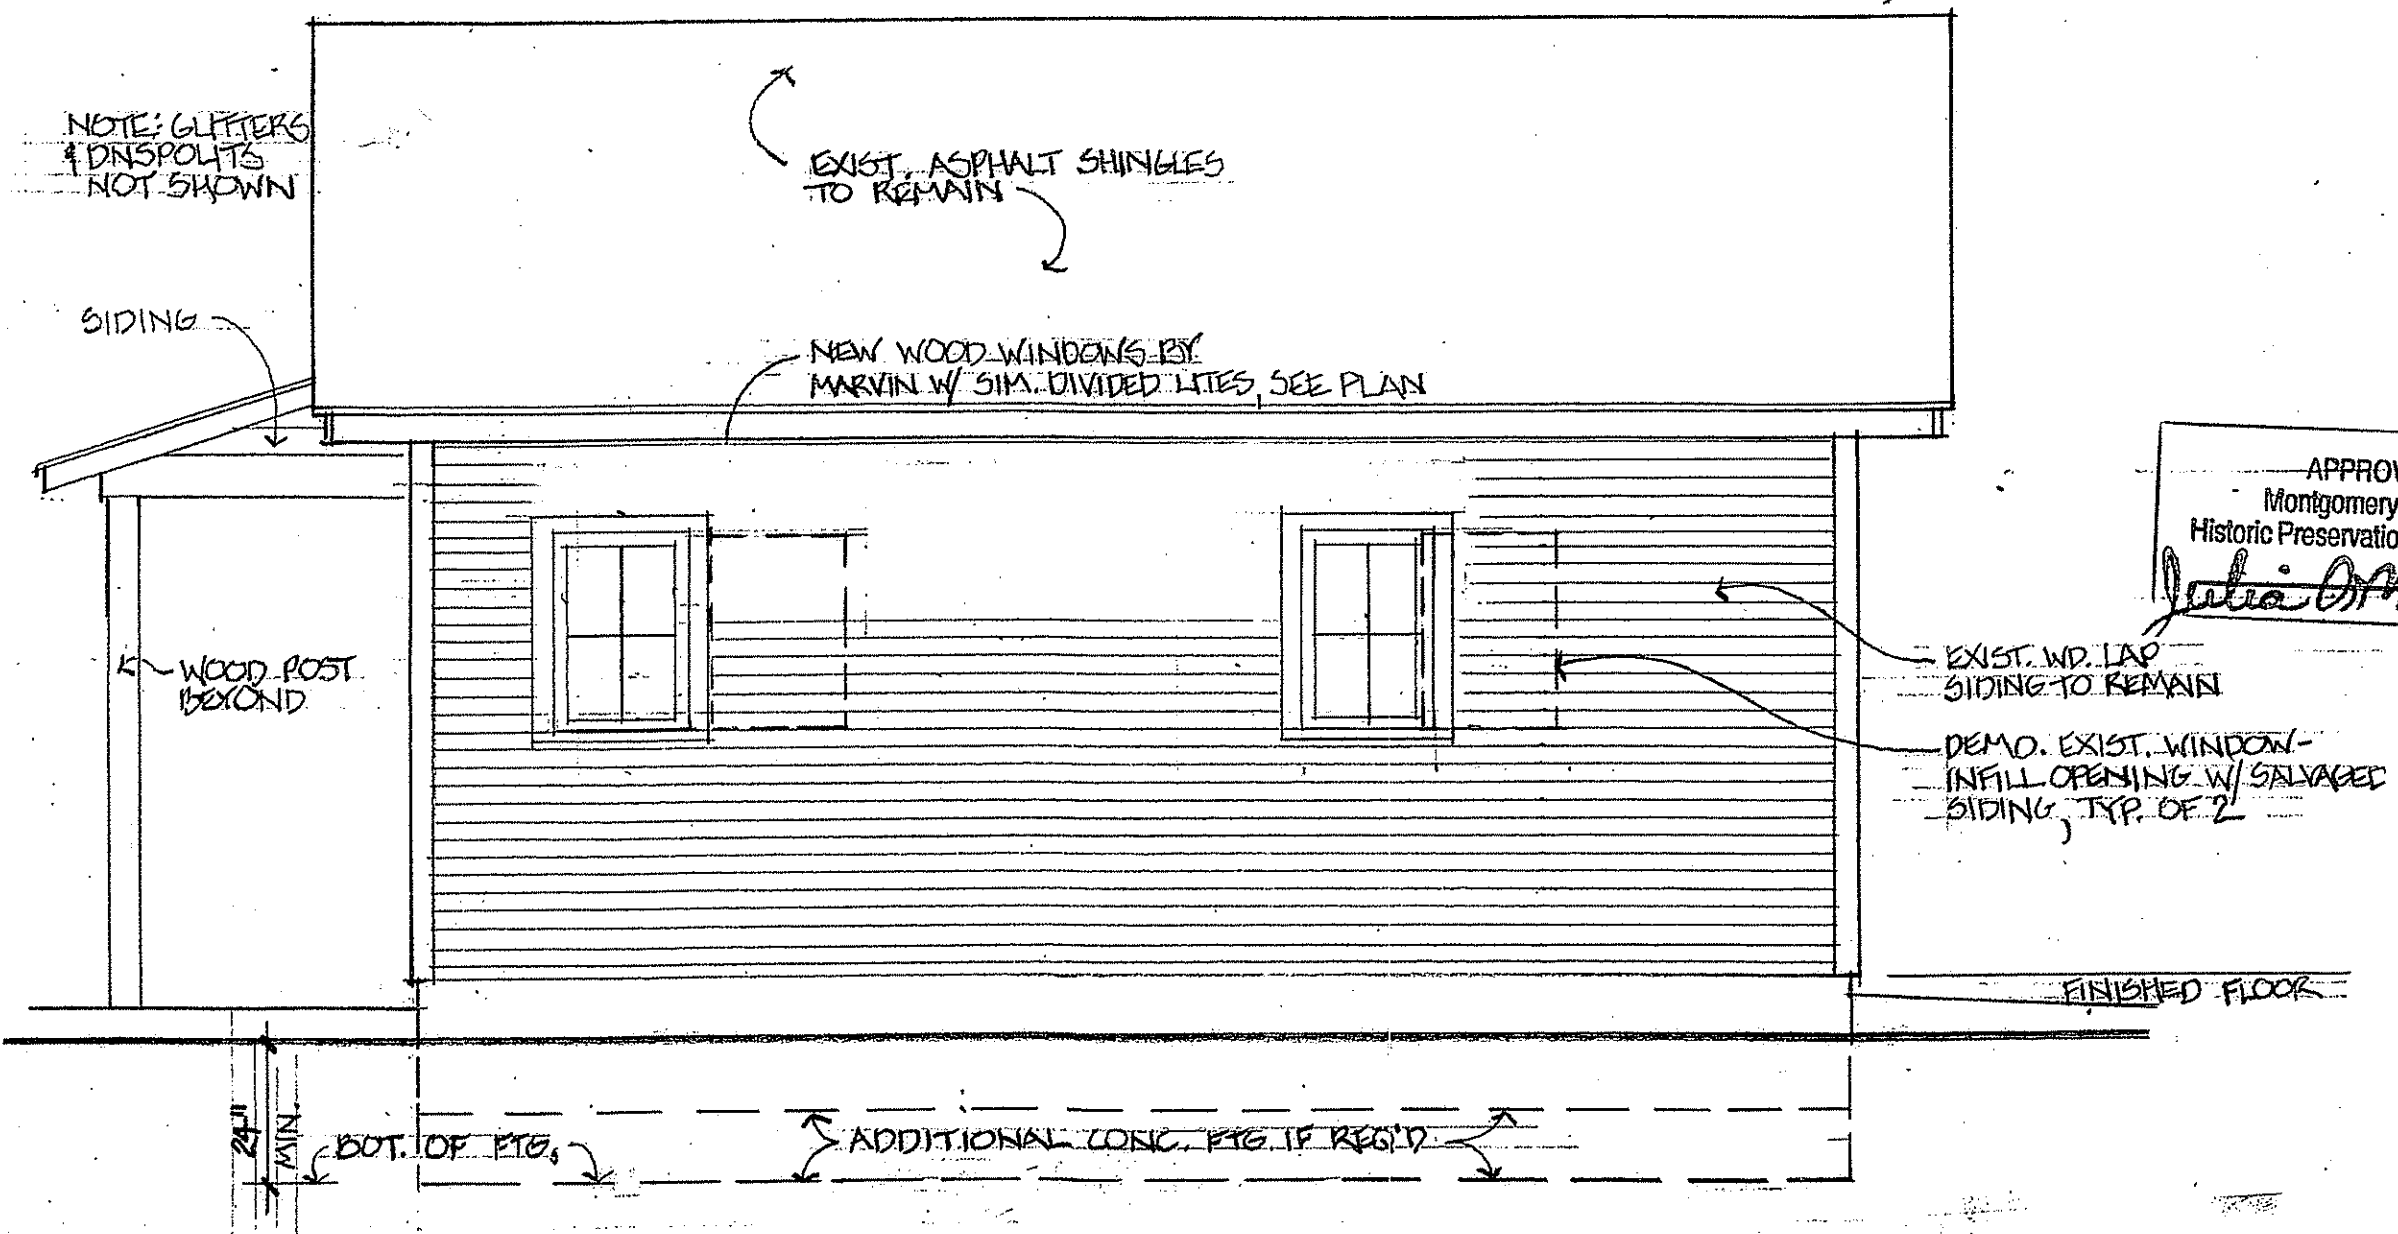 NOTE: GUTTERS
& DNSPOUTS
NOT SHOWN
EXIST. ASPHALT SHINGLES
TO REMAIN
SIDING
NEW WOOD WINDOWS BY
MARVIN W/ SIM. DIVIDED LITES, SEE PLAN
APPROV
Montgomery
Historic Preservatio
Julia
WOOD POST
BEYOND
EXIST. WD. LAP
SIDING TO REMAIN
DEMO. EXIST. WINDOW-
INFILL OPENING W/ SALVAGED
SIDING, TYP. OF 2
FINISHED FLOOR
24"
MIN.
BOT. OF FTG.
ADDITIONAL CONC. FTG. IF REQ'D